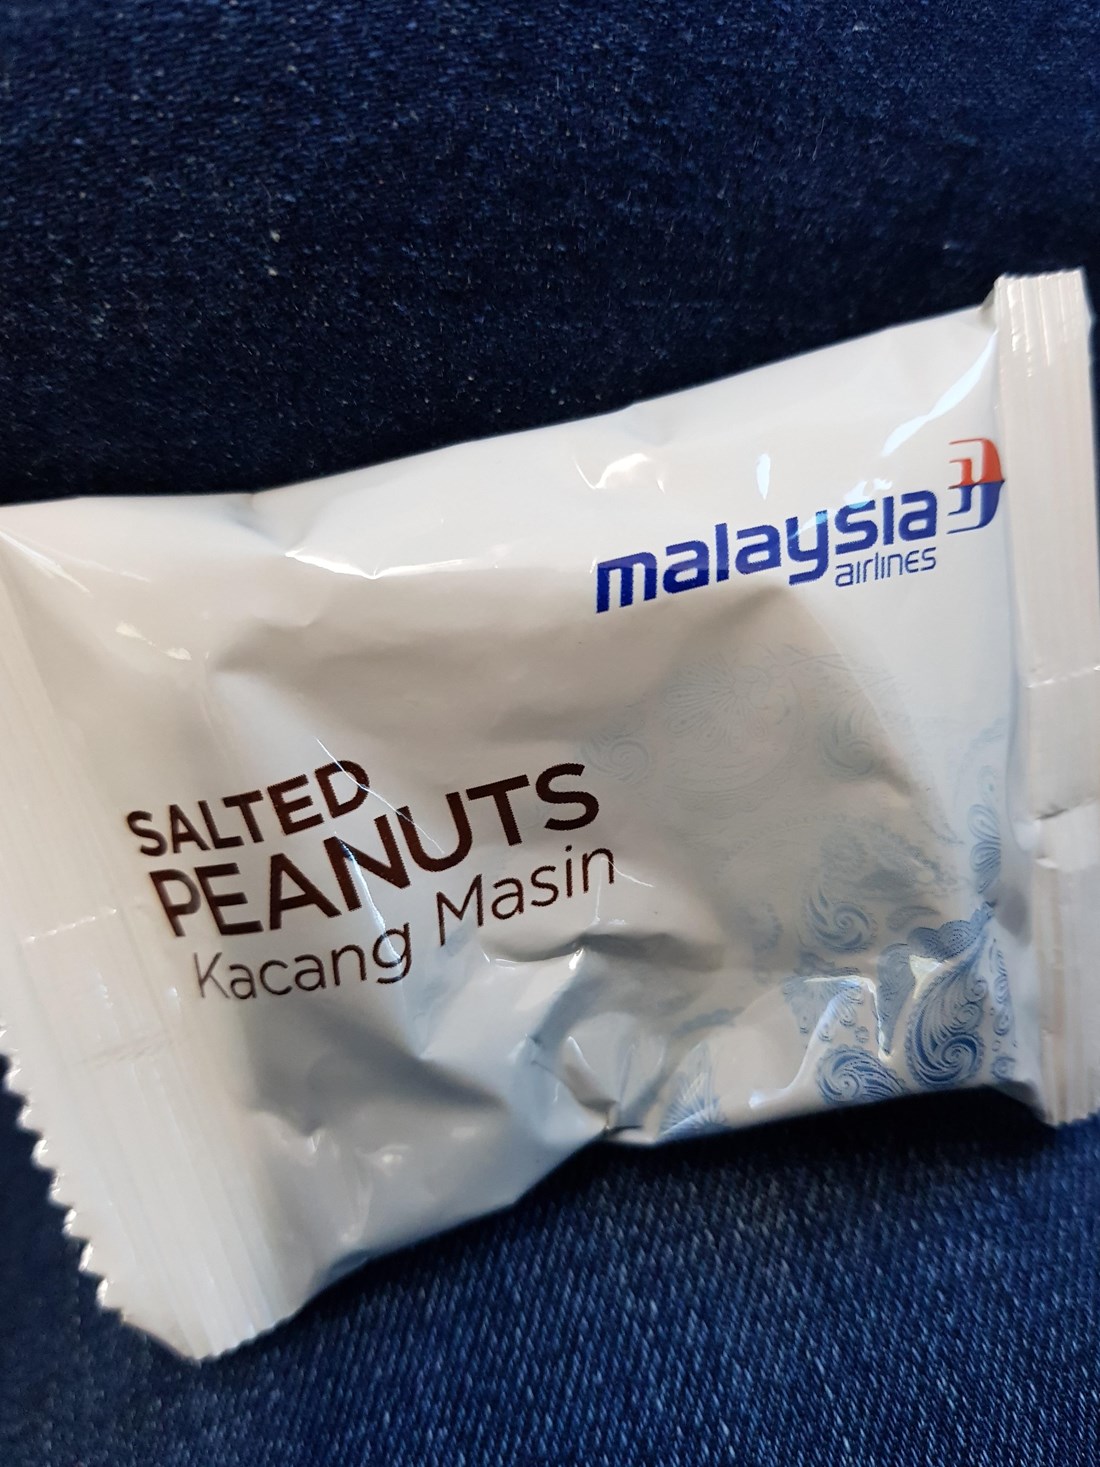 malaysia
airlines
SALTED
PEANUTS
Kacang Masin